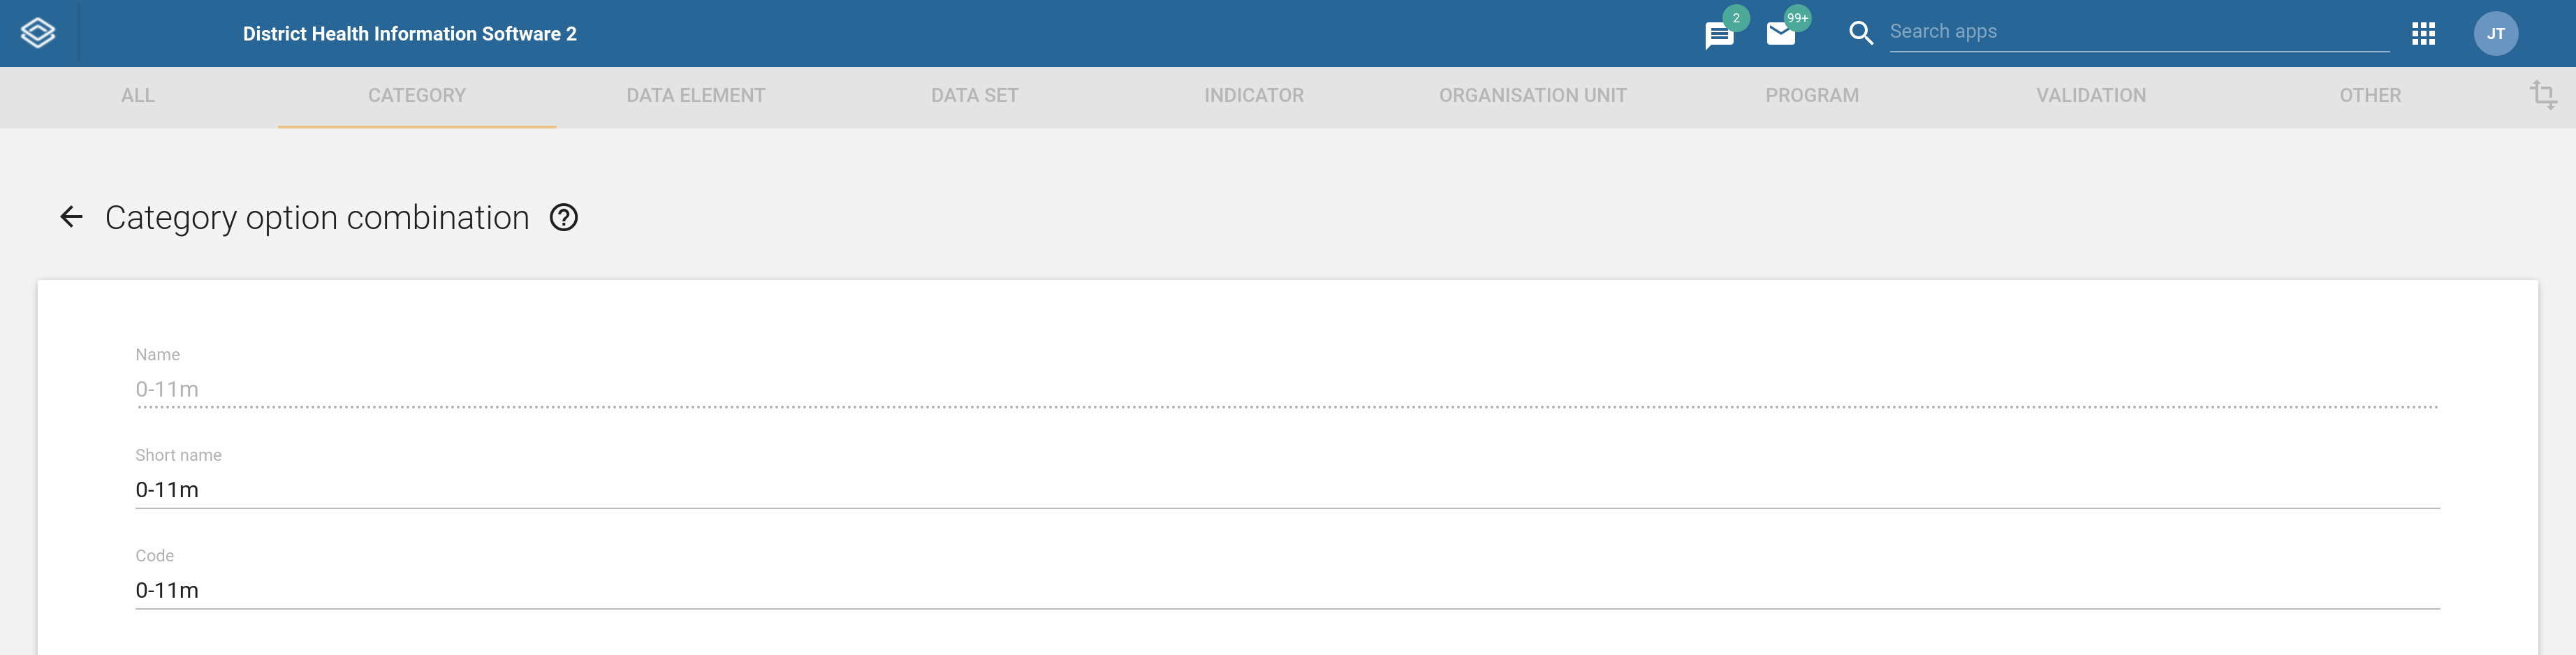 District Health Information Software 2
2
99+
Search apps
JT
ALL
CATEGORY
DATA ELEMENT
DATA SET
INDICATOR
ORGANISATION UNIT
PROGRAM
VALIDATION
OTHER
Category option combination
Name
0-11m
Short name
0-11m
Code
0-11m